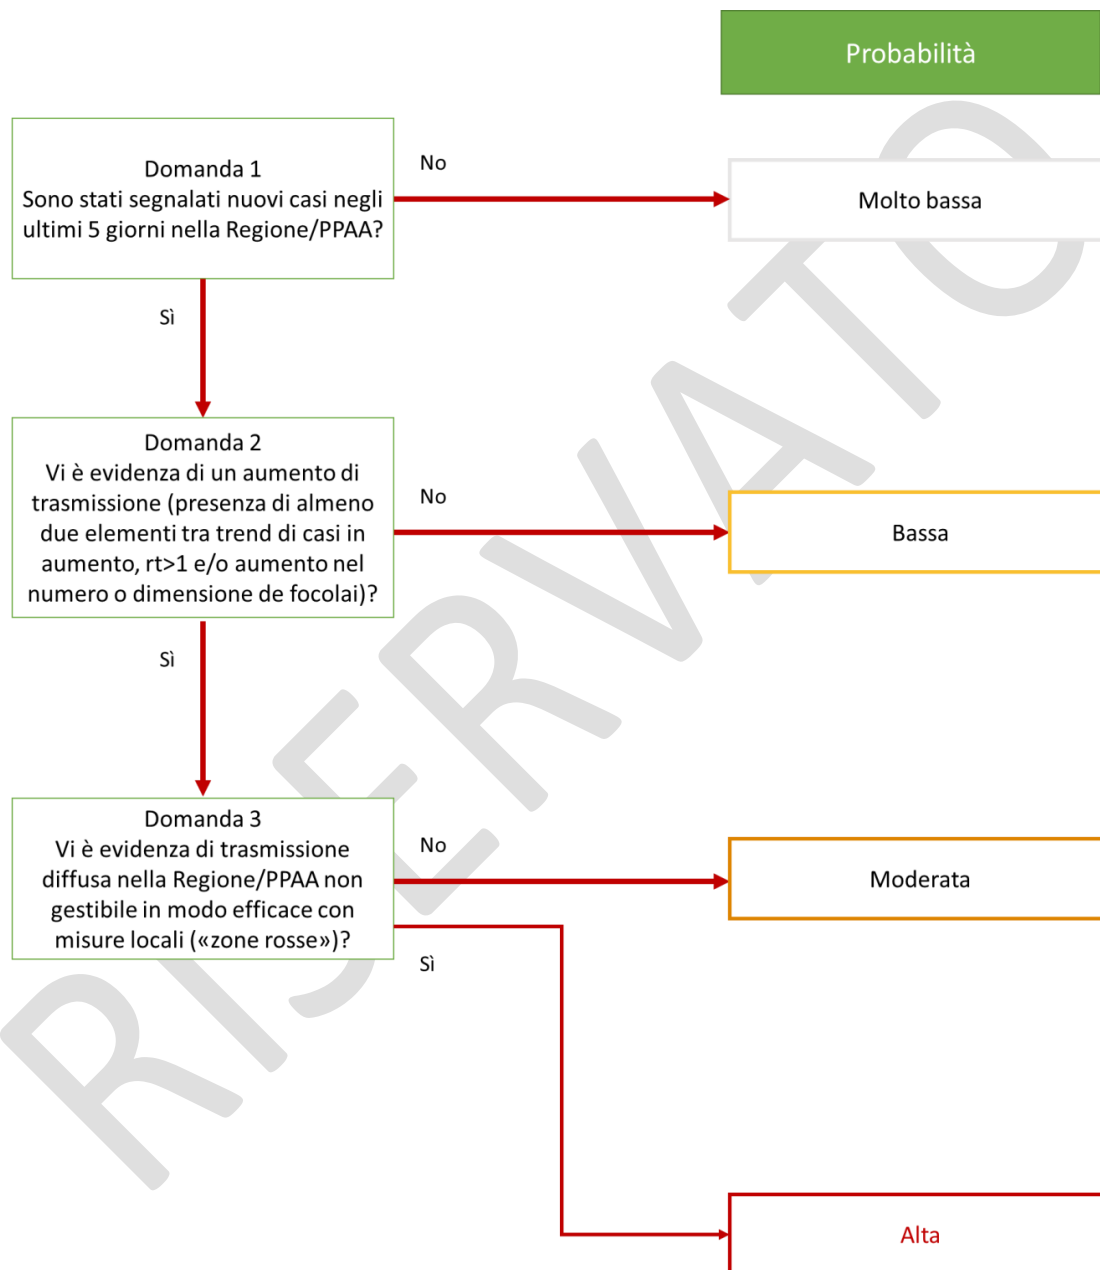 Probabilità
Domanda 1
Sono stati segnalati nuovi casi negli
ultimi 5 giorni nella Regione/PPAA?
No
Molto bassa
Sì
Domanda 2
Vi è evidenza di un aumento di
trasmissione (presenza di almeno
due elementi tra trend di casi in
aumento, rt>1 e/o aumento nel
numero o dimensione de focolai)?
No
Bassa
Sì
Domanda 3
Vi è evidenza di trasmissione
diffusa nella Regione/PPAA non
gestibile in modo efficace con
misure locali («zone rosse»)?
No
Moderata
Sì
Alta
RISERVATO